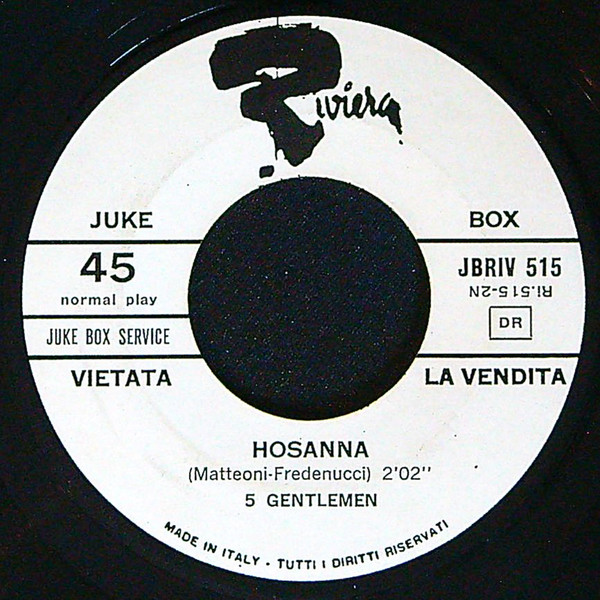 Riviera
JUKE BOX
45
normal play
JBRIV 515
Ri.515-2N
DR
JUKE BOX SERVICE
VIETATA LA VENDITA
HOSANNA
(Matteoni-Fredenucci) 2'02''
5 GENTLEMEN
MADE IN ITALY · TUTTI I DIRITTI RISERVATI